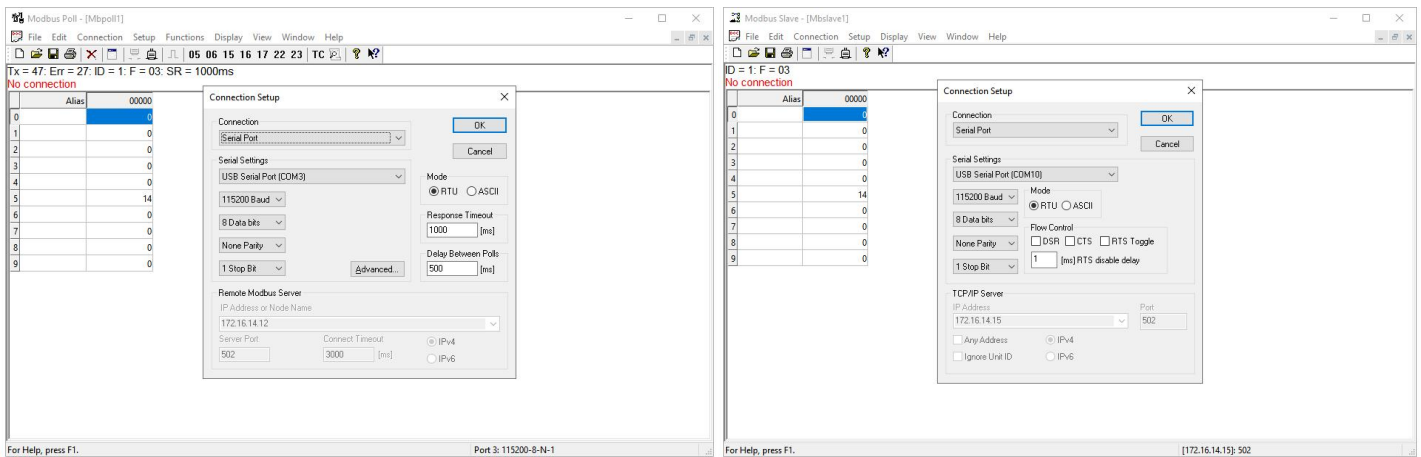 Modbus Poll - [Mbpoll1]
File Edit Connection Setup Functions Display View Window Help
05 06 15 16 17 22 23 TC
Tx = 47: Err = 27: ID = 1: F = 03: SR = 1000ms
No connection
Alias 00000
0 0
1 0
2 0
3 0
4 0
5 14
6 0
7 0
8 0
9 0
Connection Setup
Connection
Serial Port
OK
Cancel
Serial Settings
USB Serial Port (COM3)
115200 Baud
8 Data bits
None Parity
1 Stop Bit
Advanced...
Mode
RTU ASCII
Response Timeout
1000 [ms]
Delay Between Polls
500 [ms]
Remote Modbus Server
IP Address or Node Name
172.16.14.12
Server Port Connect Timeout
502 3000 [ms]
IPv4
IPv6
For Help, press F1.
Port 3: 115200-8-N-1
Modbus Slave - [Mbslave1]
File Edit Connection Setup Display View Window Help
ID = 1: F = 03
No connection
Alias 00000
0 0
1 0
2 0
3 0
4 0
5 14
6 0
7 0
8 0
9 0
Connection Setup
Connection
Serial Port
OK
Cancel
Serial Settings
USB Serial Port (COM10)
115200 Baud
8 Data bits
None Parity
1 Stop Bit
Mode
RTU ASCII
Flow Control
DSR CTS RTS Toggle
1 [ms] RTS disable delay
TCP/IP Server
IP Address Port
172.16.14.15 502
Any Address IPv4
Ignore Unit ID IPv6
For Help, press F1.
[172.16.14.15]: 502